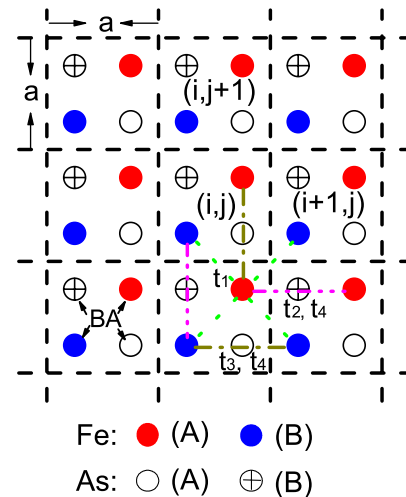 a
a
(i,j+1)
(i,j)
(i+1,j)
t₁
t₂, t₄
BA
t₃, t₄
Fe: (A) (B)
As: (A) (B)